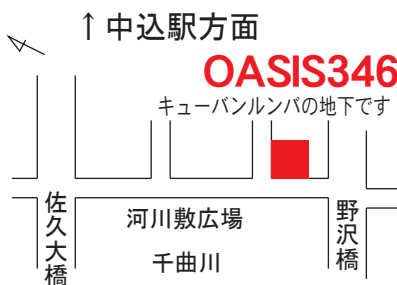 ↑中込駅方面
OASIS346
キューバンルンバの地下です
佐久大橋
河川敷広場
千曲川
野沢橋